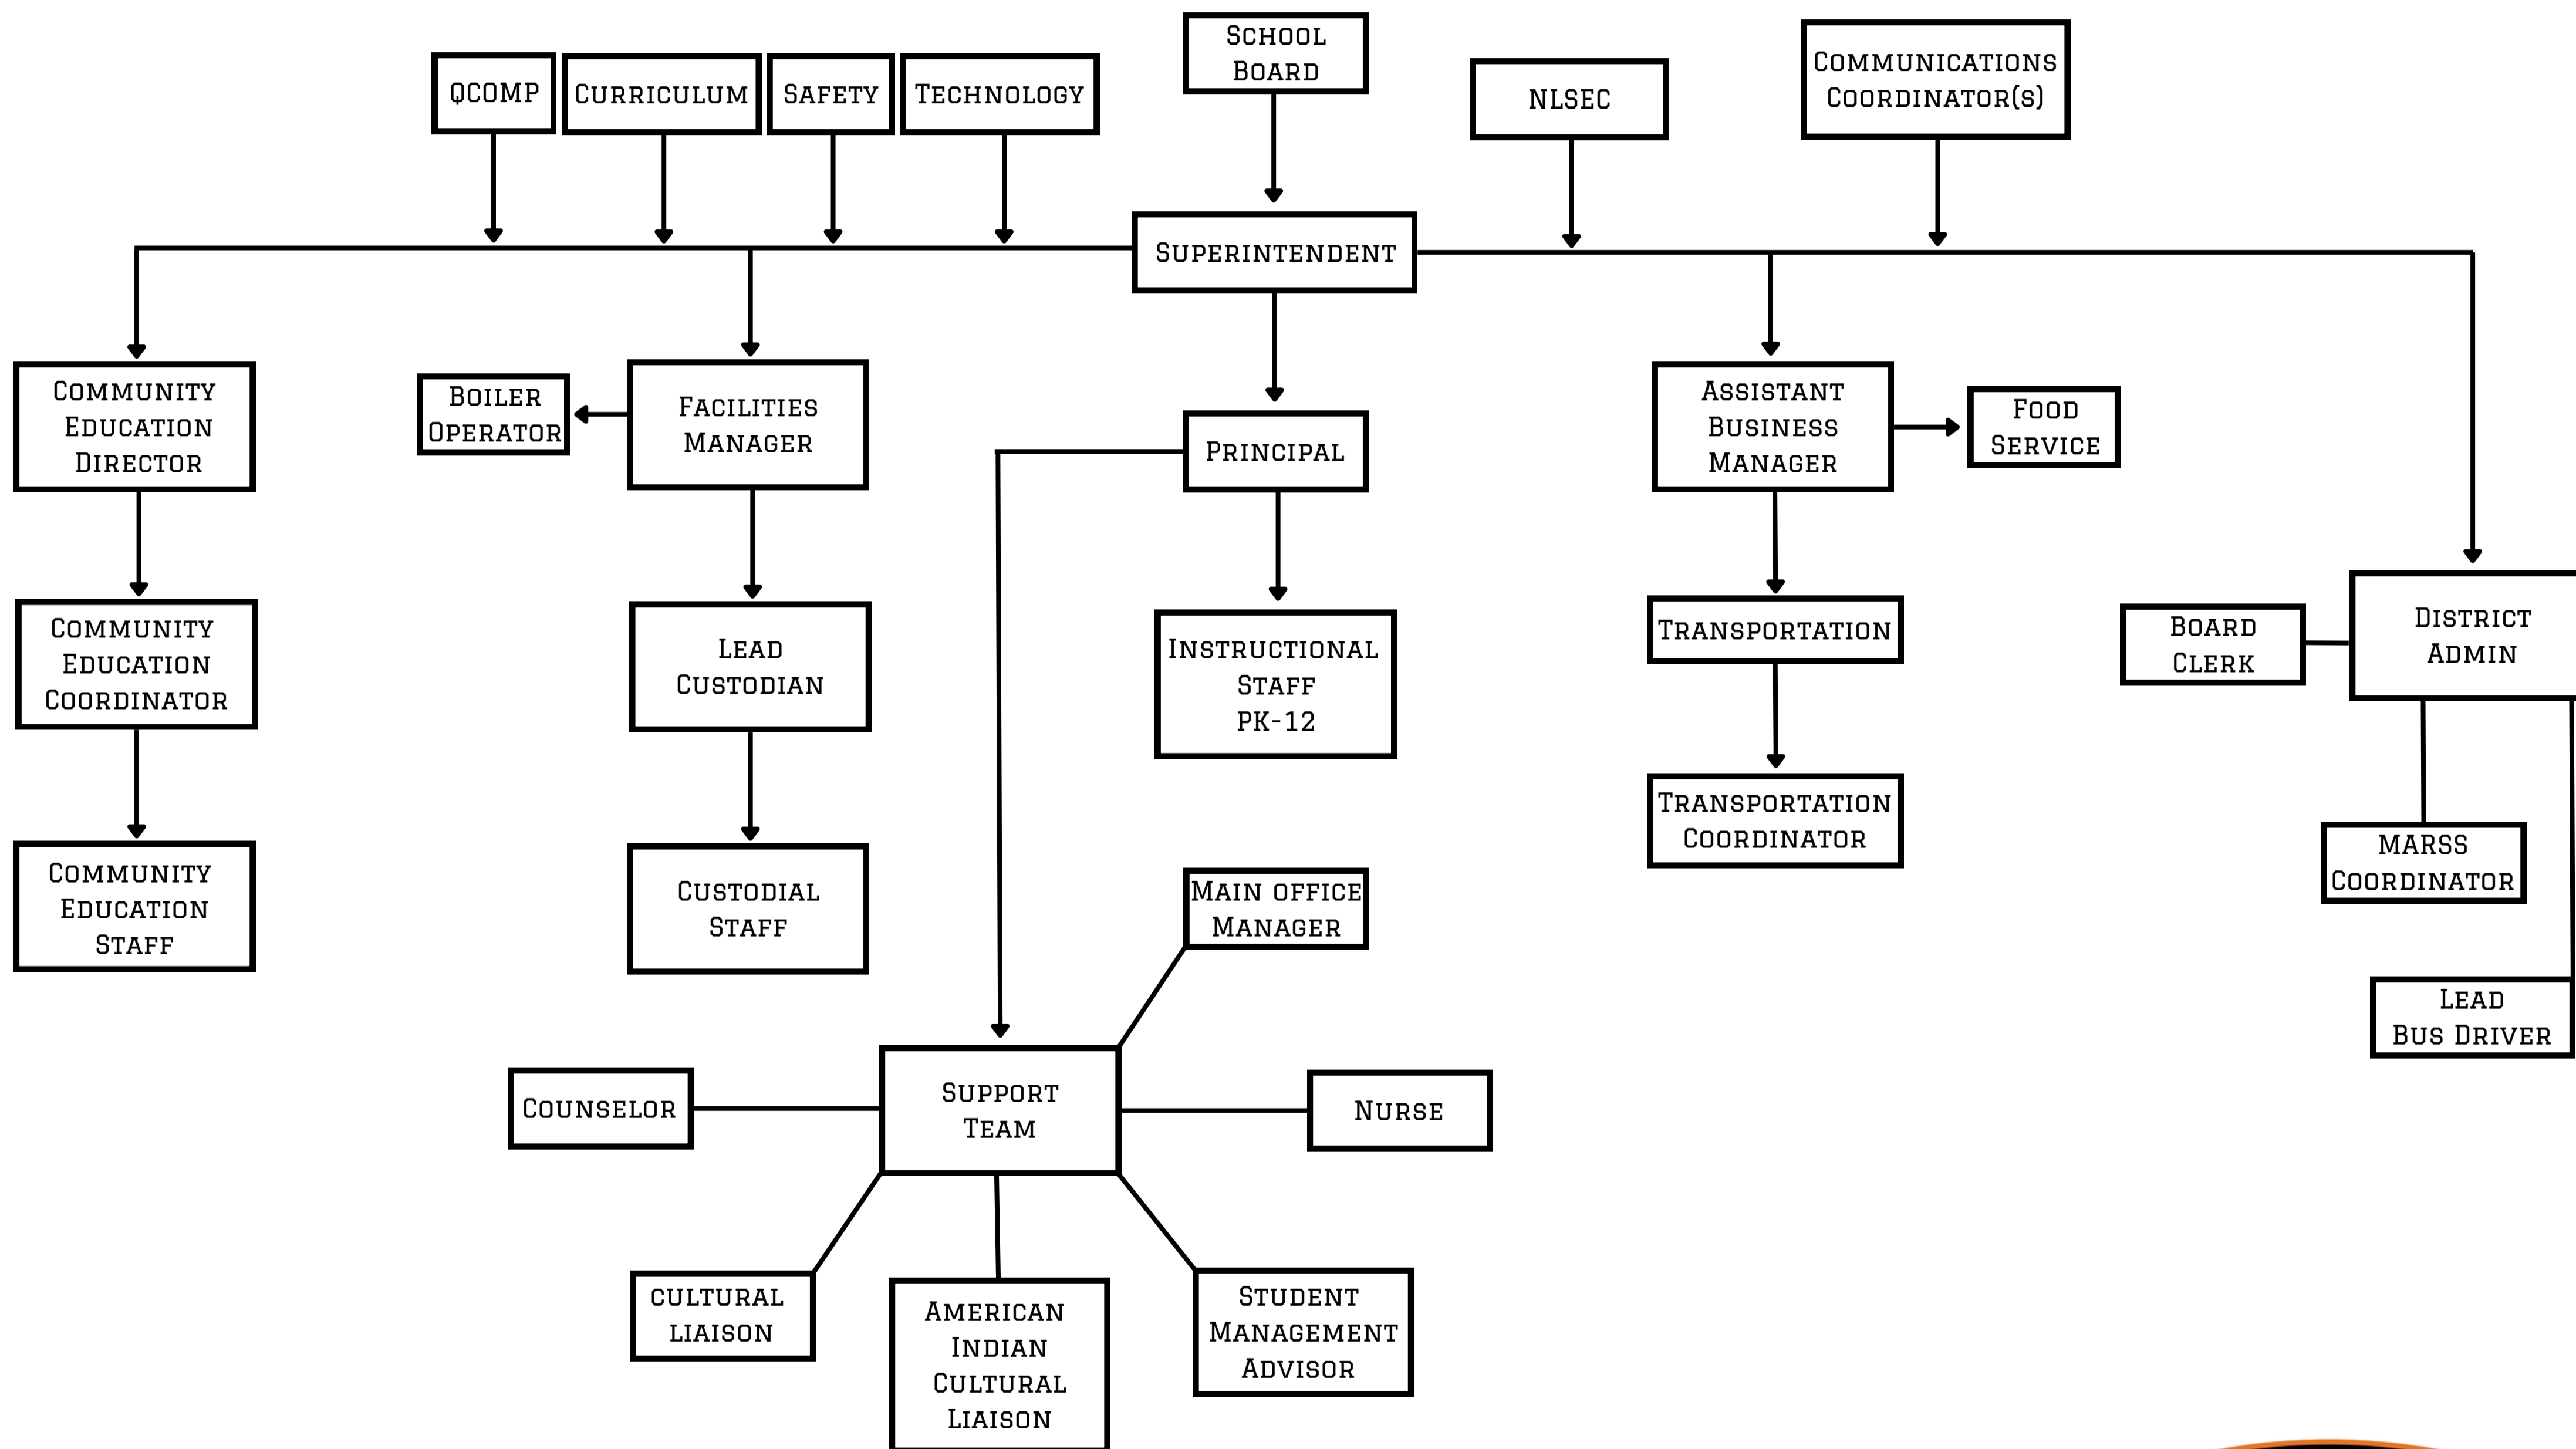 School
Board
QCOMP
Curriculum
Safety
Technology
NLSEC
Communications
Coordinator(s)
Superintendent
Community
Education
Director
Boiler
Operator
Facilities
Manager
Principal
Assistant
Business
Manager
Food
Service
Community
Education
Coordinator
Lead
Custodian
Instructional
Staff
PK-12
Transportation
Board
Clerk
District
Admin
Transportation
Coordinator
MARSS
Coordinator
Community
Education
Staff
Custodial
Staff
Main office
Manager
Lead
Bus Driver
Counselor
Support
Team
Nurse
cultural
liaison
American
Indian
Cultural
Liaison
Student
Management
Advisor